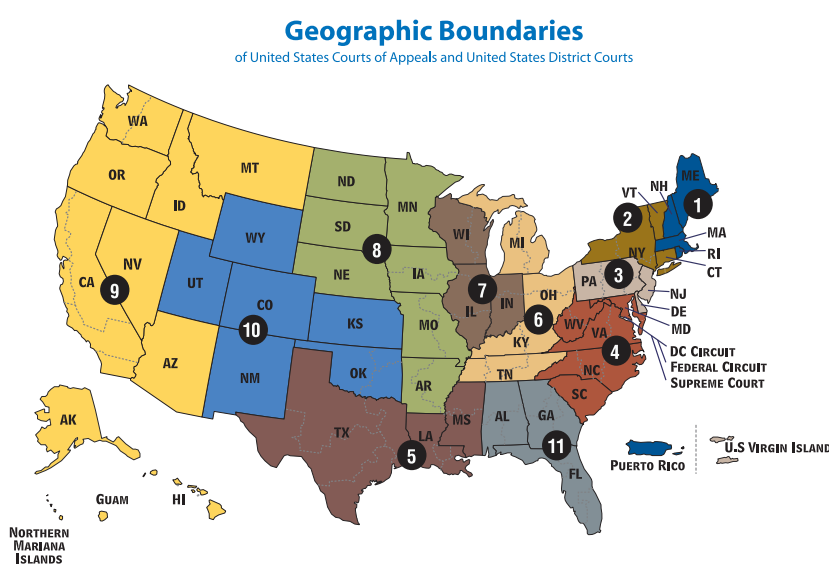 Geographic Boundaries
of United States Courts of Appeals and United States District Courts
WA
OR
ID
MT
CA
NV
9
AZ
AK
GUAM
HI
NORTHERN
MARIANA
ISLANDS
WY
UT
CO
10
NM
KS
OK
ND
SD
NE
8
MN
IA
MO
AR
TX
LA
MS
5
WI
IL
7
IN
MI
OH
6
KY
TN
AL
GA
11
FL
WV
VA
4
NC
SC
PA
3
2
NY
VT
NH
ME
1
MA
RI
CT
NJ
DE
MD
DC CIRCUIT
FEDERAL CIRCUIT
SUPREME COURT
PUERTO RICO
U.S VIRGIN ISLAND